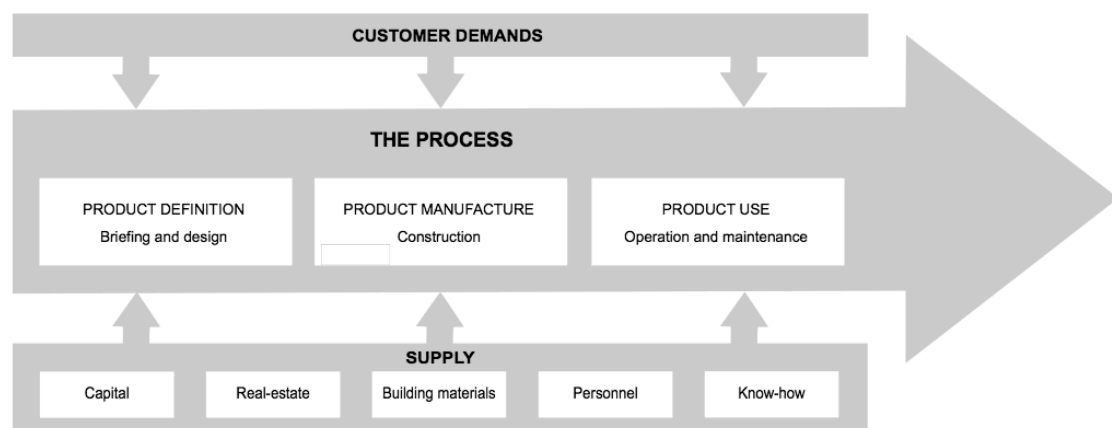 CUSTOMER DEMANDS
THE PROCESS
PRODUCT DEFINITION
Briefing and design
PRODUCT MANUFACTURE
Construction
PRODUCT USE
Operation and maintenance
SUPPLY
Capital
Real-estate
Building materials
Personnel
Know-how